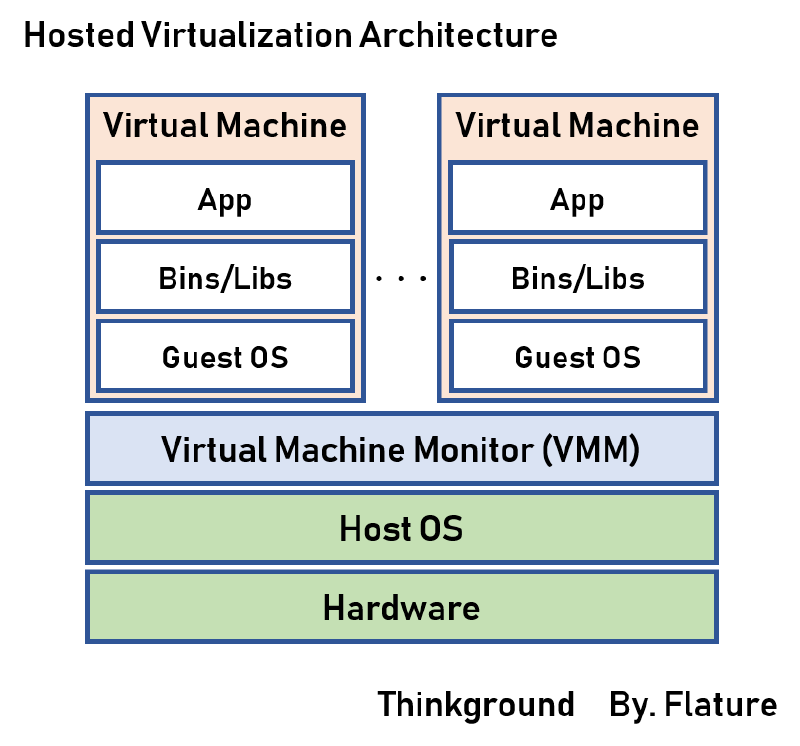 Hosted Virtualization Architecture
Virtual Machine
App
Bins/Libs
Guest OS
. . .
Virtual Machine
App
Bins/Libs
Guest OS
Virtual Machine Monitor (VMM)
Host OS
Hardware
Thinkground By. Flature